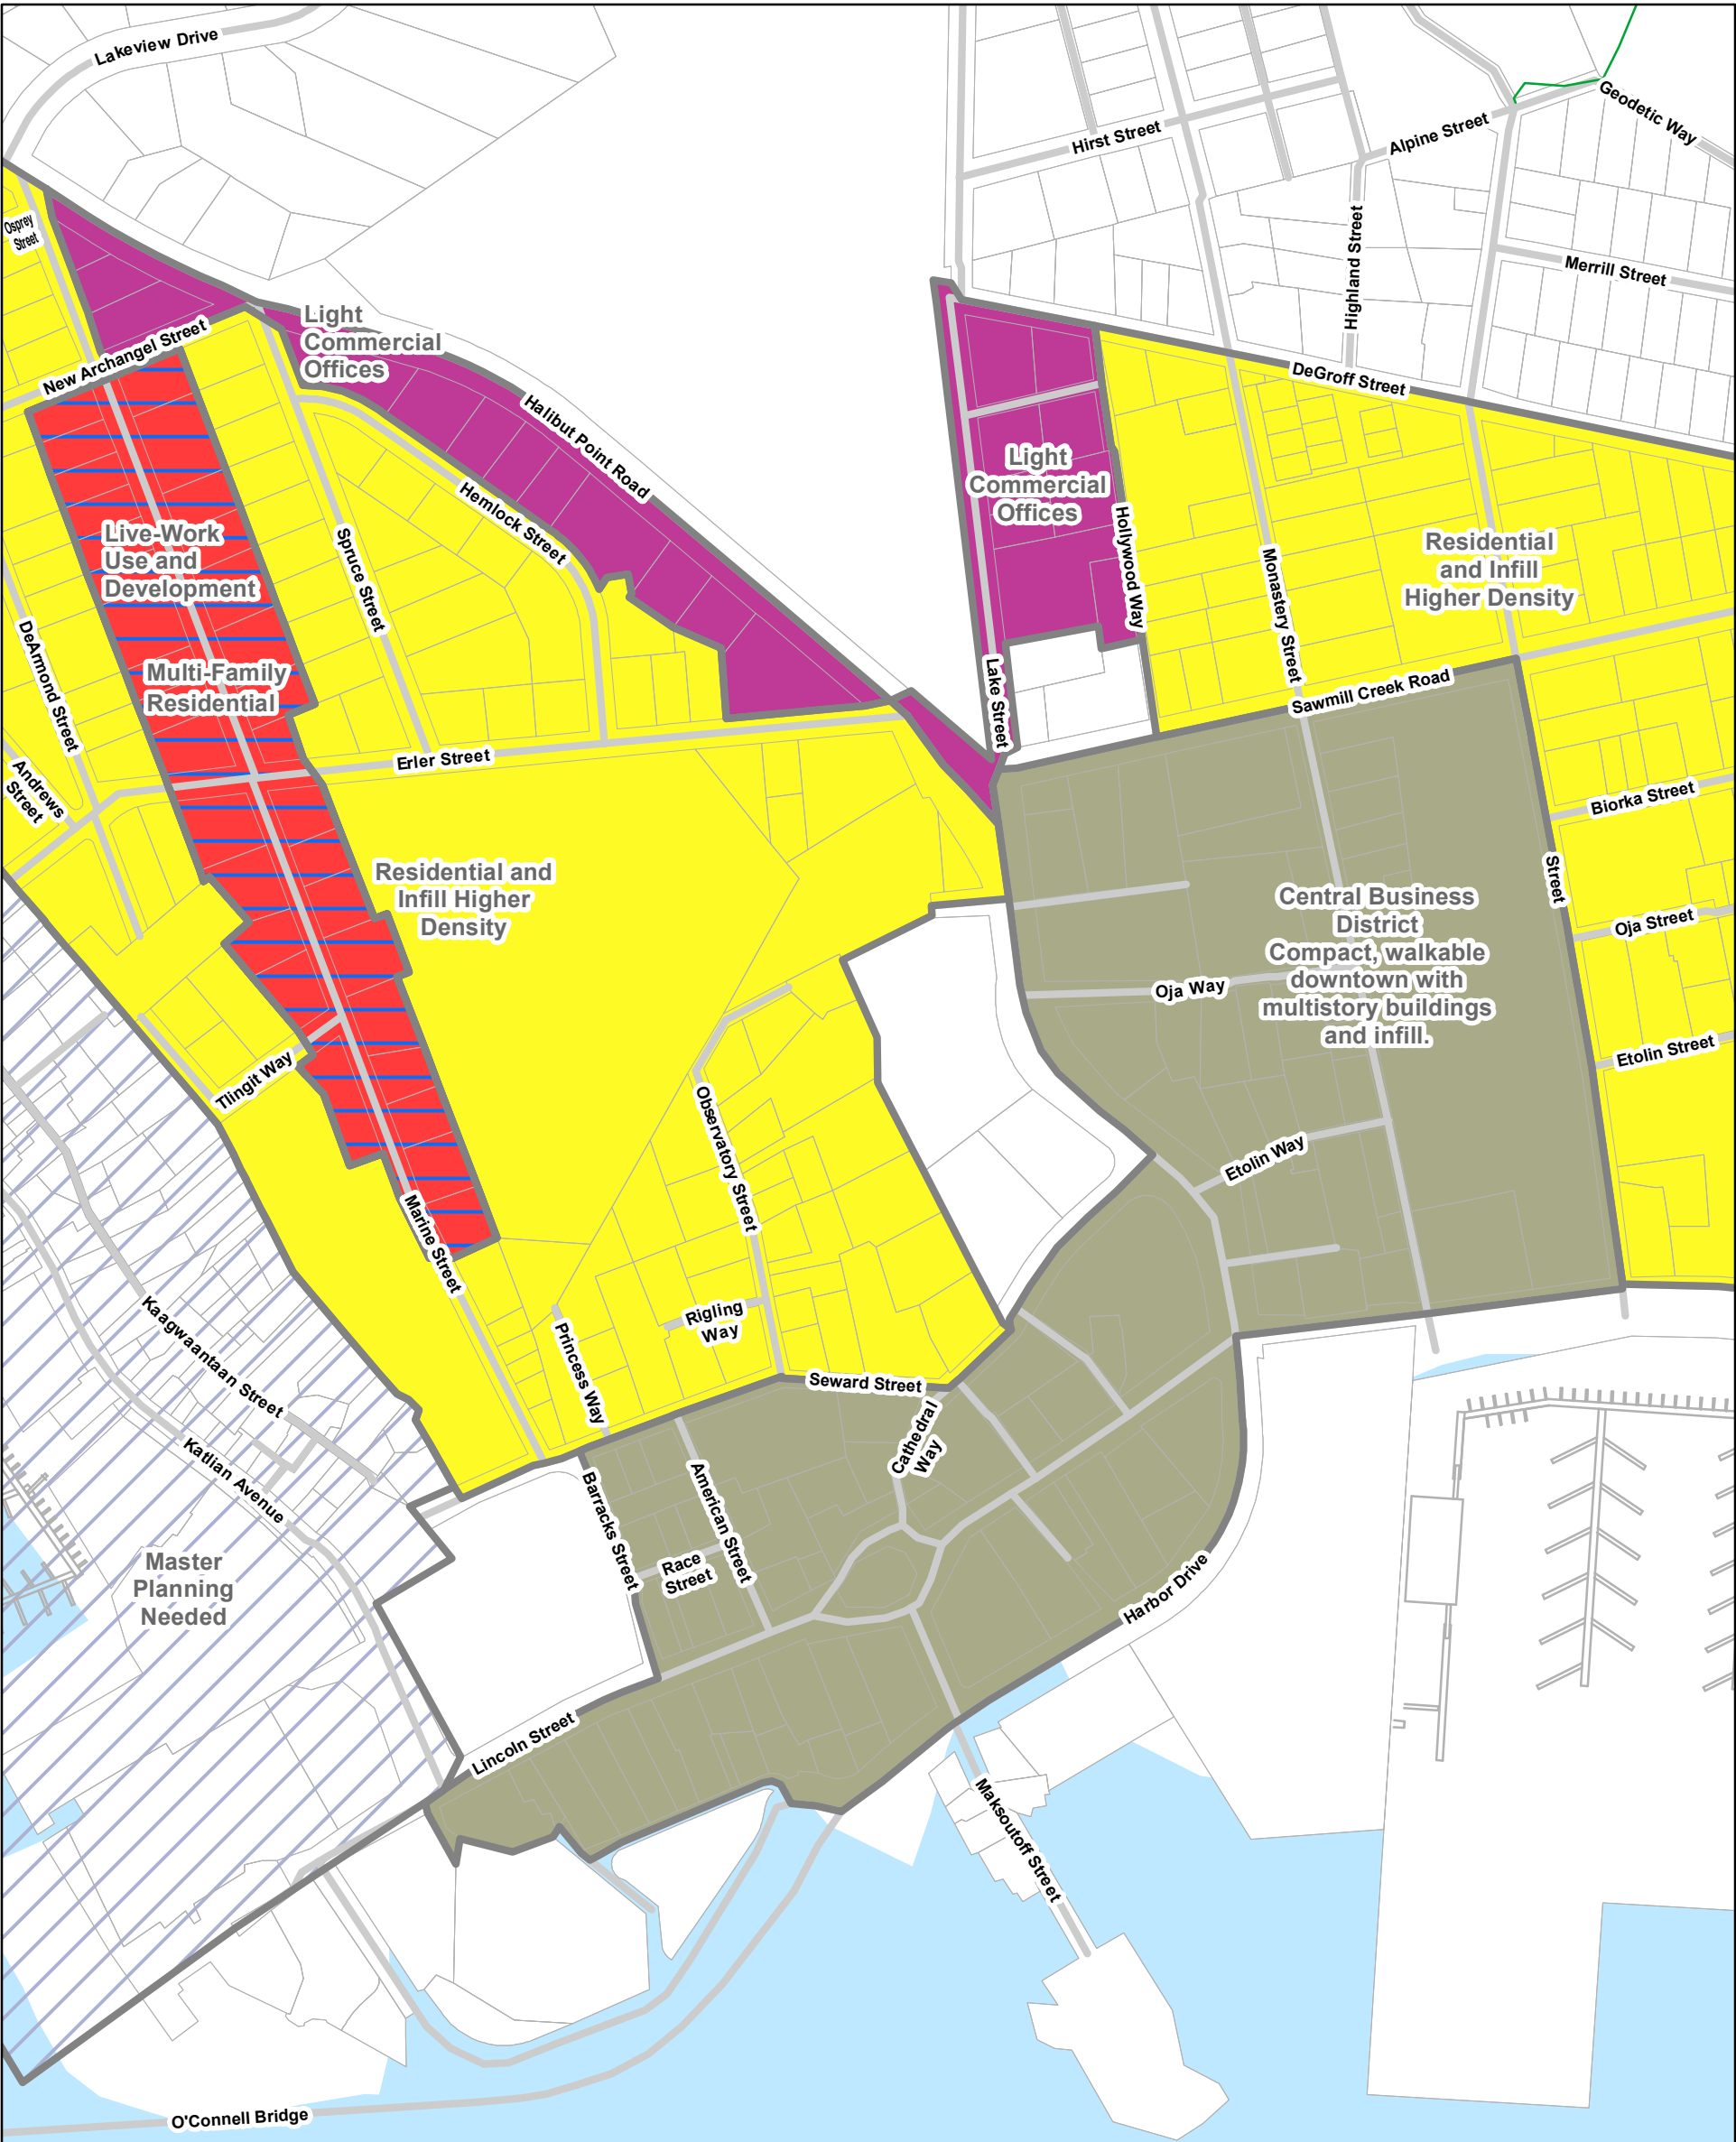 Lakeview Drive
Geodetic Way
Alpine Street
Hirst Street
Osprey
Street
Highland Street
Merrill Street
Light
Commercial
Offices
New Archangel Street
DeGroff Street
Halibut Point Road
Light
Commercial
Offices
Hemlock Street
Hollywood Way
Live-Work
Use and
Development
Spruce Street
Monastery Street
Residential
and Infill
Higher Density
DeArmond Street
Multi-Family
Residential
Lake Street
Sawmill Creek Road
Erler Street
Andrews
Street
Biorka Street
Residential and
Infill Higher
Density
Street
Central Business
District
Compact, walkable
downtown with
multistory buildings
and infill.
Oja Street
Oja Way
Etolin Street
Tlingit Way
Observatory Street
Etolin Way
Marine Street
Kaagwaantaan Street
Rigling
Way
Princess Way
Seward Street
Cathedral
Way
Katlian Avenue
Barracks Street
American Street
Race
Street
Master
Planning
Needed
Harbor Drive
Lincoln Street
Maksoutoff Street
O'Connell Bridge